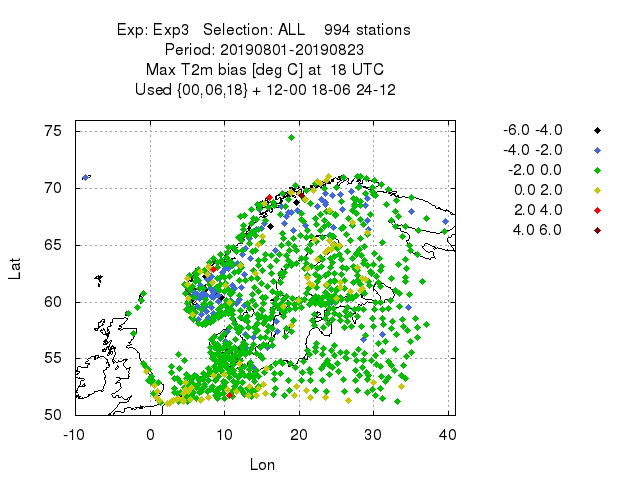 Exp: Exp3 Selection: ALL 994 stations
Period: 20190801-20190823
Max T2m bias [deg C] at 18 UTC
Used {00,06,18} + 12-00 18-06 24-12
75
70
65
60
55
50
Lat
-10 0 10 20 30 40
Lon
-6.0 -4.0
-4.0 -2.0
-2.0 0.0
0.0 2.0
2.0 4.0
4.0 6.0